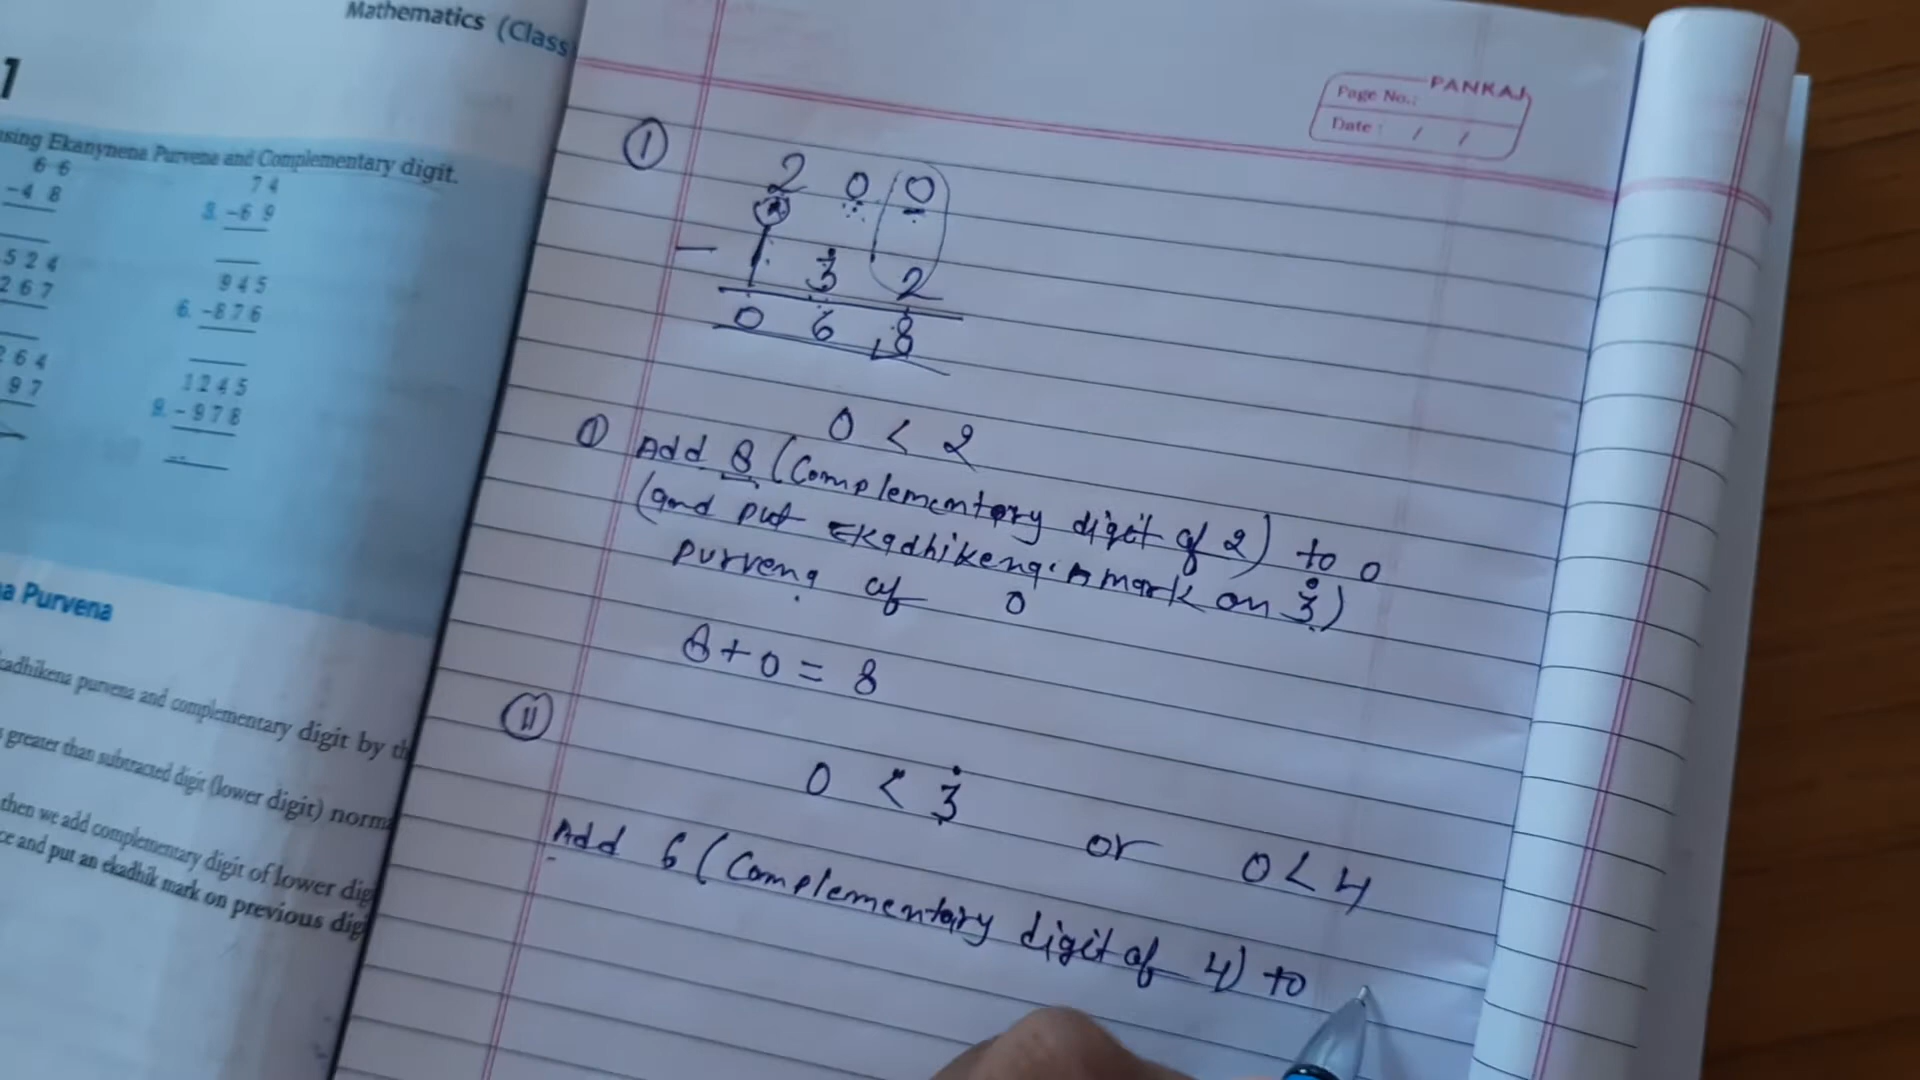 Mathematics (Class
1
using Ekanynena Purvena and Complementary digit.
6 6
-4 8
7 4
3. -6 9
5 2 4
2 6 7
9 4 5
6. -8 7 6
2 6 4
9 7
1 2 4 5
9. -9 7 8
a Purvena
kadhikena purvena and complementary digit by th
greater than subtracted digit (lower digit) norma
then we add complementary digit of lower dig
ce and put an ekadhik mark on previous dig
PANKAJ
Page No.:
Date : / /
I
2 0 0
- 1 3 2
0 6 8
0 < 2
① Add 8 (Complementary digit of 2) to 0
(and put Ekadhikena mark on 3)
purvena of 0
8 + 0 = 8
II
0 < 3 or 0 < 4
Add 6 (Complementary digit of 4) to